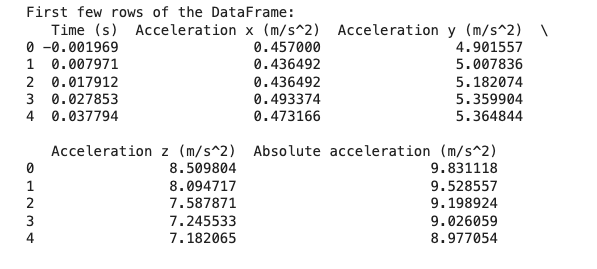 First few rows of the DataFrame:
Time (s) Acceleration x (m/s^2) Acceleration y (m/s^2) \
0 -0.001969 0.457000 4.901557
1 0.007971 0.436492 5.007836
2 0.017912 0.436492 5.182074
3 0.027853 0.493374 5.359904
4 0.037794 0.473166 5.364844
Acceleration z (m/s^2) Absolute acceleration (m/s^2)
0 8.509804 9.831118
1 8.094717 9.528557
2 7.587871 9.198924
3 7.245533 9.026059
4 7.182065 8.977054